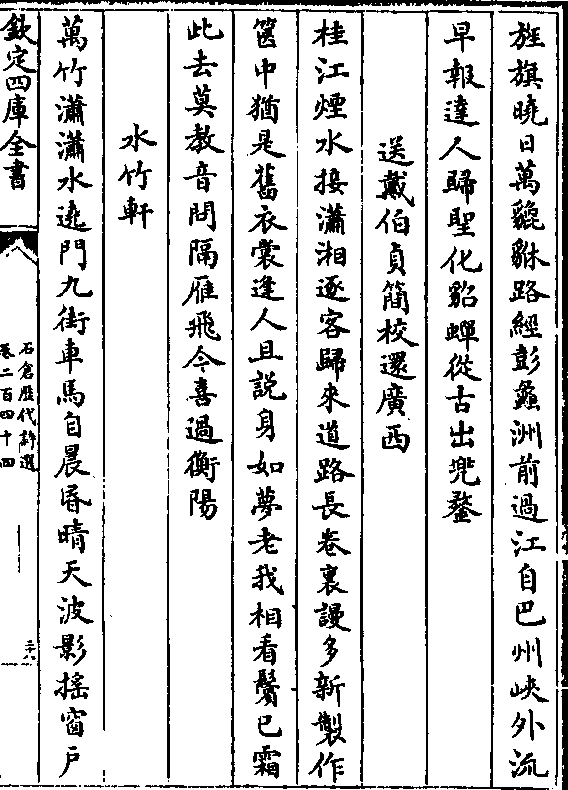 旌旗曉日萬貔貅路經彭蠡洲前過江自巴州峽外流
早報達人歸聖化貂蟬從古出兜鍪
送戴伯貞簡校還廣西
桂江煙水接瀟湘逐客歸來道路長卷裏謾多新製作
篋中猶是舊衣裳逢人且説身如夢老我相看鬢已霜
此去莫教音問隔雁飛今喜過衡陽
水竹軒
萬竹瀟瀟水遶門九街車馬自晨昏晴天波影摇窗戸
欽定四庫全書
石倉歴代詩選
卷二百四十四
二十六